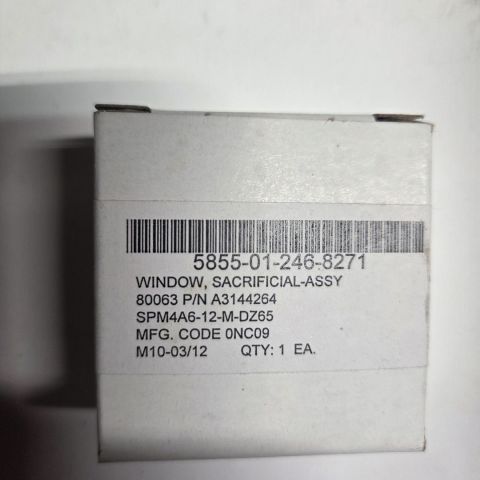 5855-01-246-8271
WINDOW, SACRIFICIAL-ASSY
80063 P/N A3144264
SPM4A6-12-M-DZ65
MFG. CODE 0NC09
M10-03/12 QTY: 1 EA.